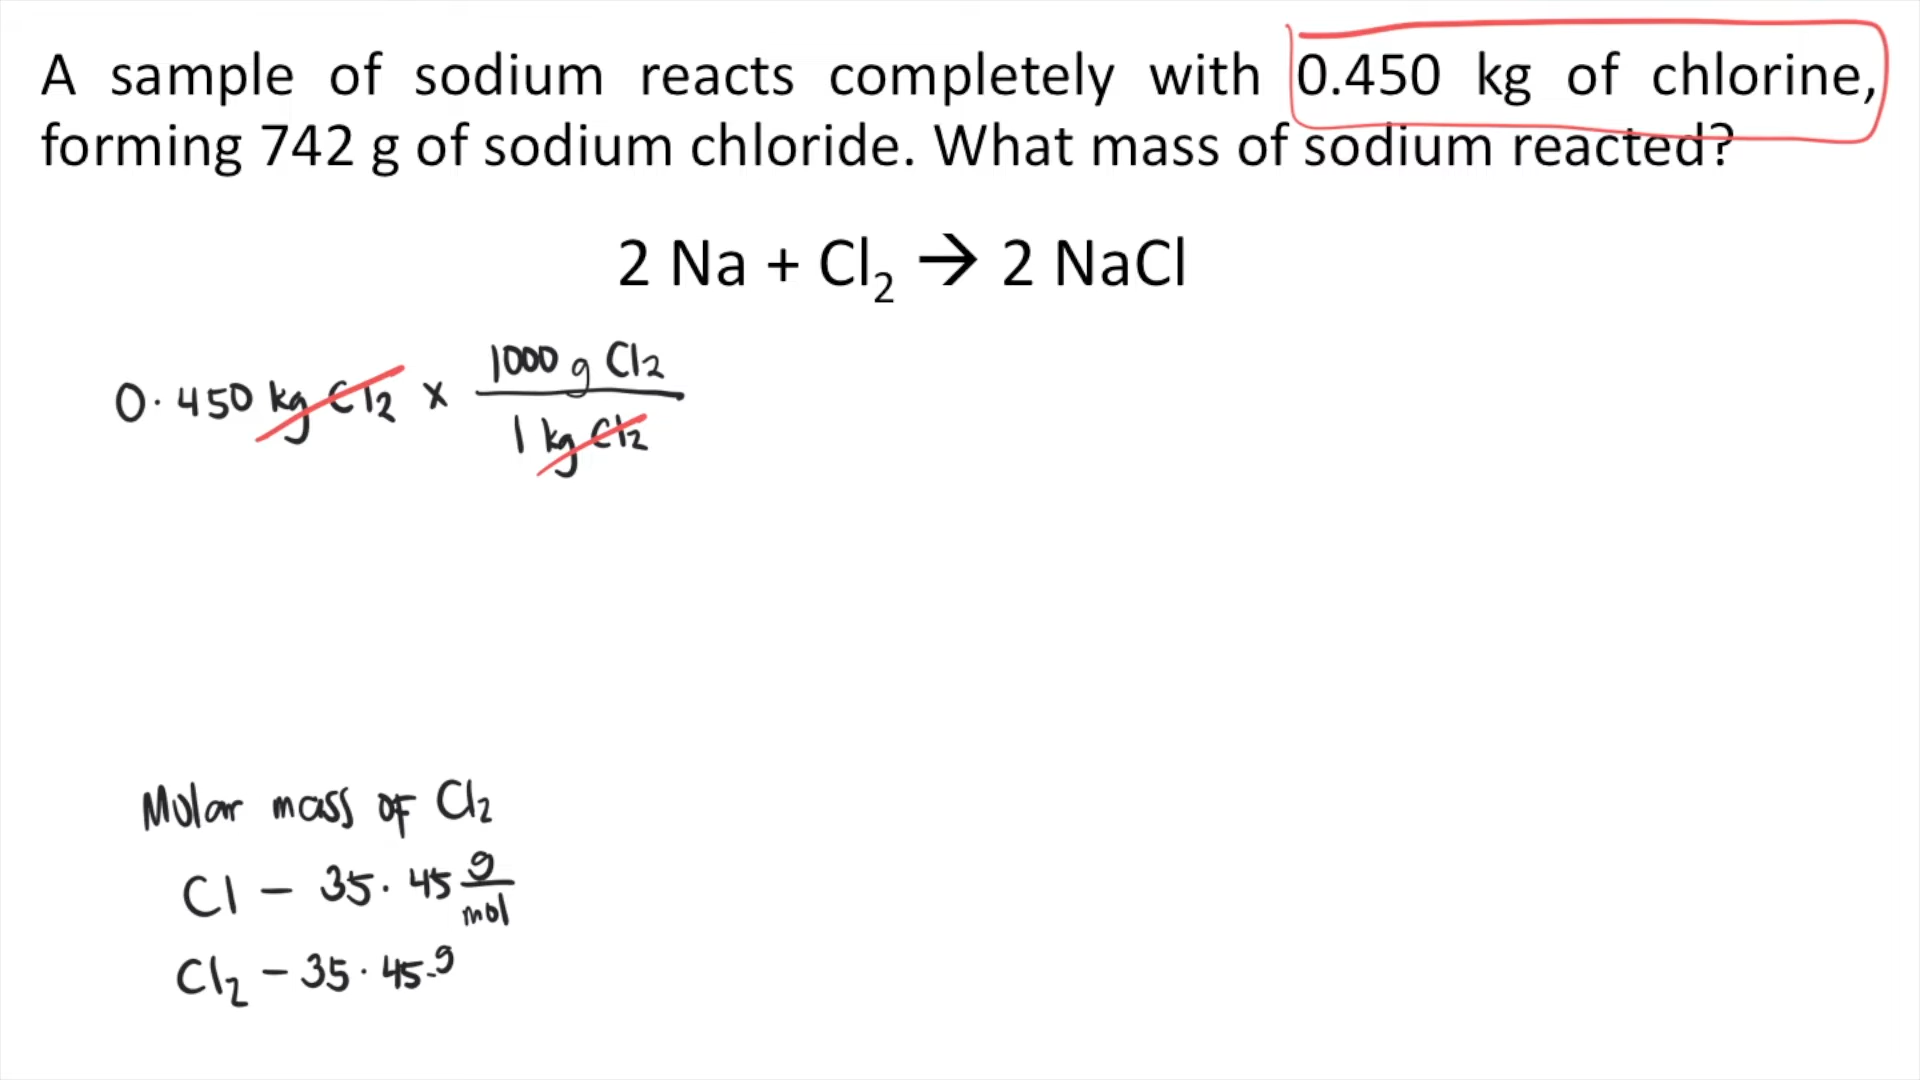 A sample of sodium reacts completely with 0.450 kg of chlorine,
forming 742 g of sodium chloride. What mass of sodium reacted?
2 Na + Cl₂ → 2 NaCl
0.450 kg Cl₂ x 1000 g Cl₂
1 kg Cl₂
Molar mass of Cl₂
Cl – 35.45 g
mol
Cl₂ – 35.45 g